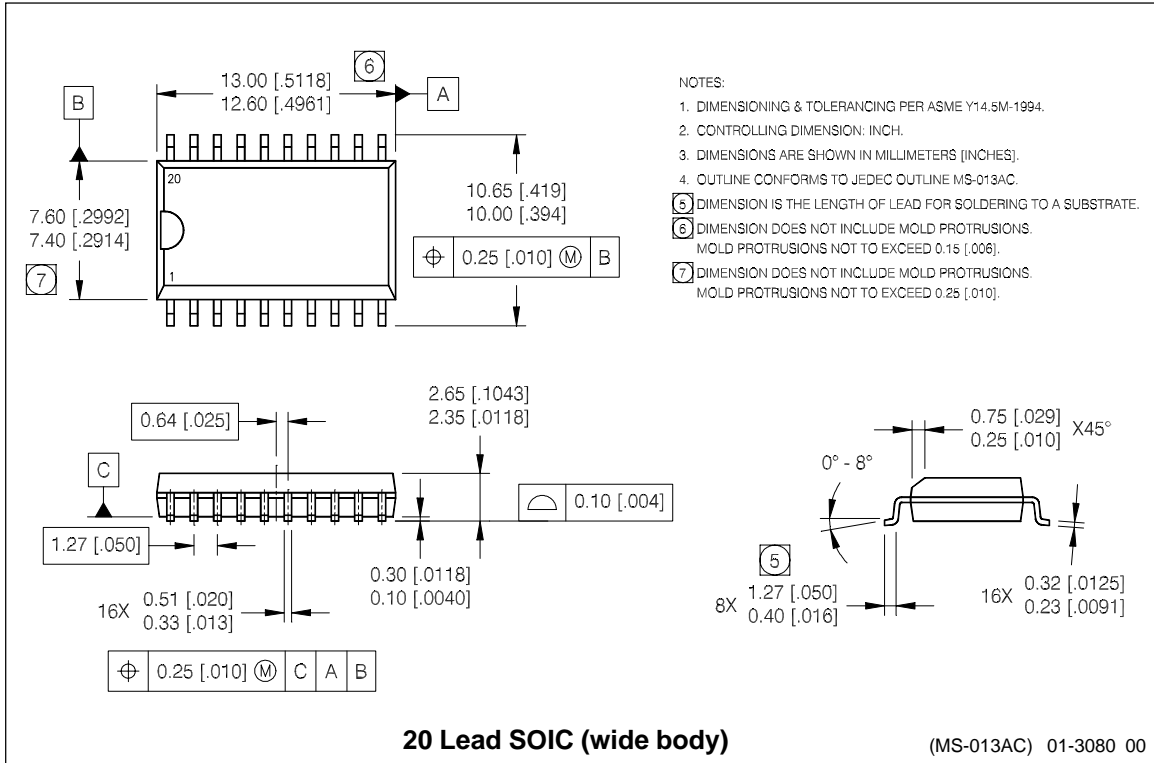 6
13.00 [.5118]
12.60 [.4961]
A
B
20
1
7.60 [.2992]
7.40 [.2914]
7
10.65 [.419]
10.00 [.394]
⌖ 0.25 [.010] Ⓜ B
NOTES:
1. DIMENSIONING & TOLERANCING PER ASME Y14.5M-1994.
2. CONTROLLING DIMENSION: INCH.
3. DIMENSIONS ARE SHOWN IN MILLIMETERS [INCHES].
4. OUTLINE CONFORMS TO JEDEC OUTLINE MS-013AC.
5 DIMENSION IS THE LENGTH OF LEAD FOR SOLDERING TO A SUBSTRATE.
6 DIMENSION DOES NOT INCLUDE MOLD PROTRUSIONS.
MOLD PROTRUSIONS NOT TO EXCEED 0.15 [.006].
7 DIMENSION DOES NOT INCLUDE MOLD PROTRUSIONS.
MOLD PROTRUSIONS NOT TO EXCEED 0.25 [.010].
0.64 [.025]
2.65 [.1043]
2.35 [.0118]
C
⌓ 0.10 [.004]
1.27 [.050]
0.30 [.0118]
0.10 [.0040]
16X 0.51 [.020]
0.33 [.013]
⌖ 0.25 [.010] Ⓜ C A B
0.75 [.029]
0.25 [.010] X45°
0° - 8°
5
8X 1.27 [.050]
0.40 [.016]
16X 0.32 [.0125]
0.23 [.0091]
20 Lead SOIC (wide body)
(MS-013AC) 01-3080 00